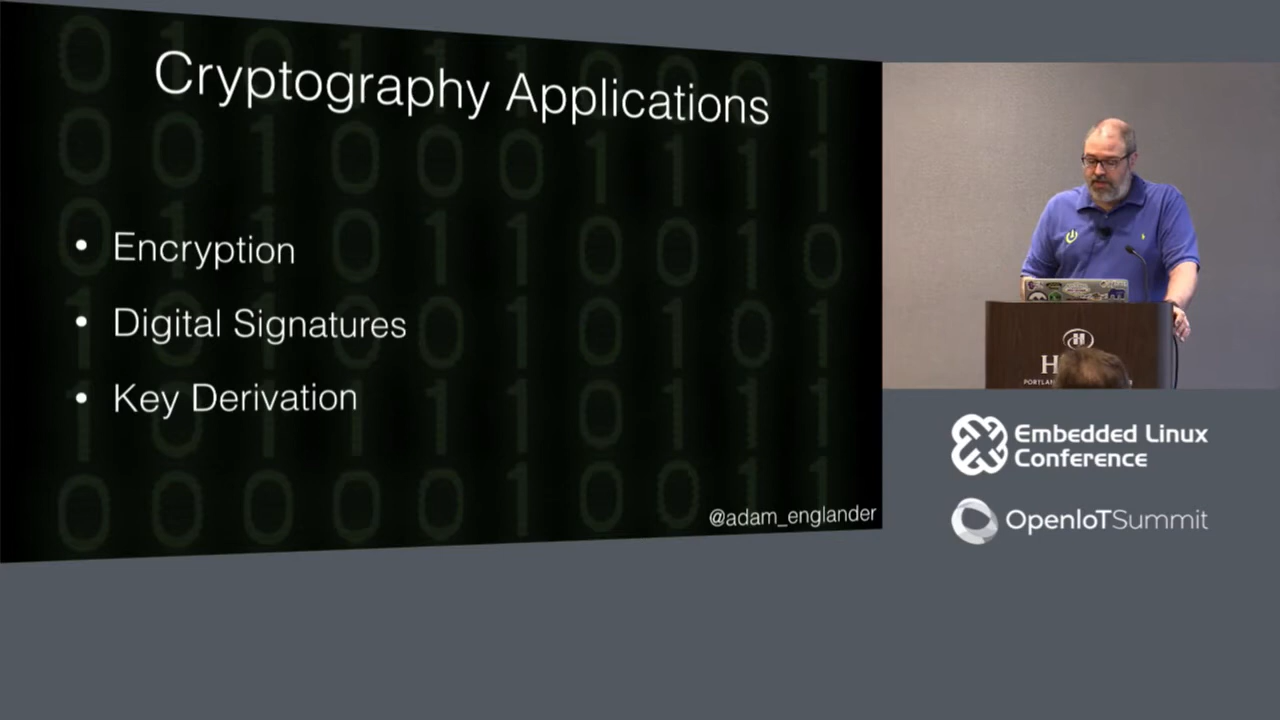 Cryptography Applications
• Encryption
• Digital Signatures
• Key Derivation
@adam_englander
Embedded Linux
Conference
OpenIoTSummit